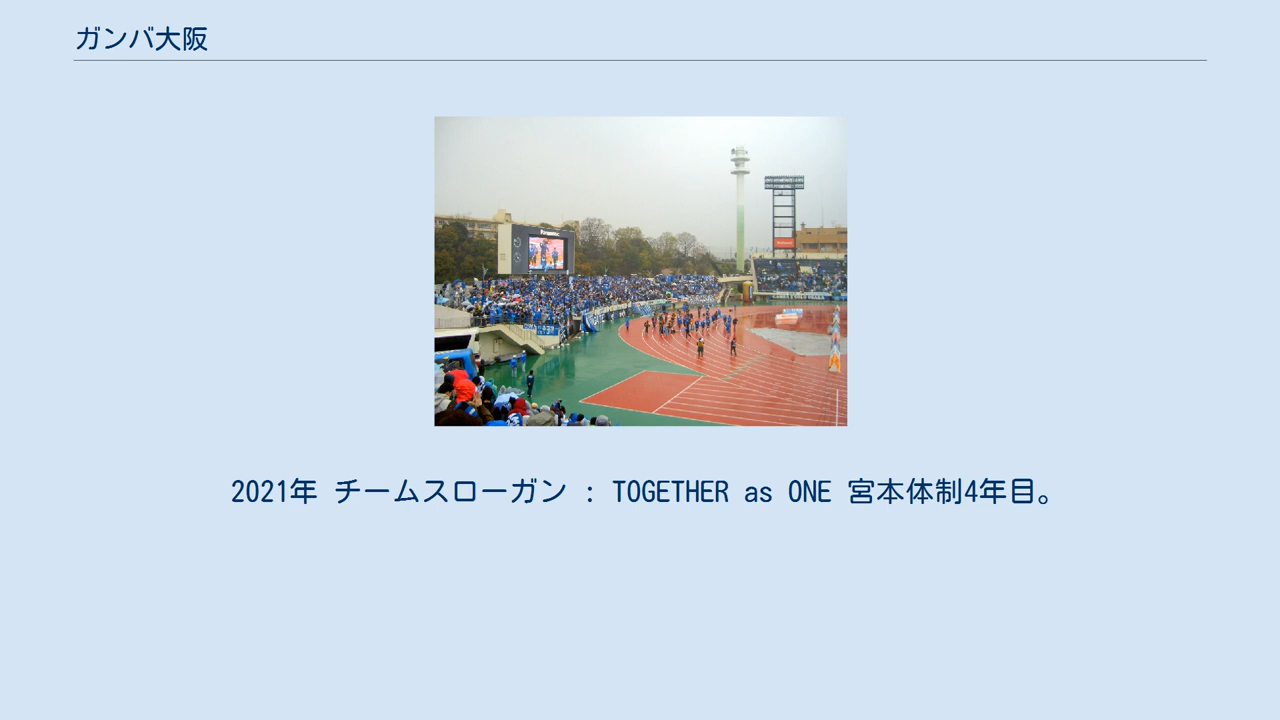 ガンバ大阪
Panasonic
2021年 チームスローガン : TOGETHER as ONE 宮本体制4年目。